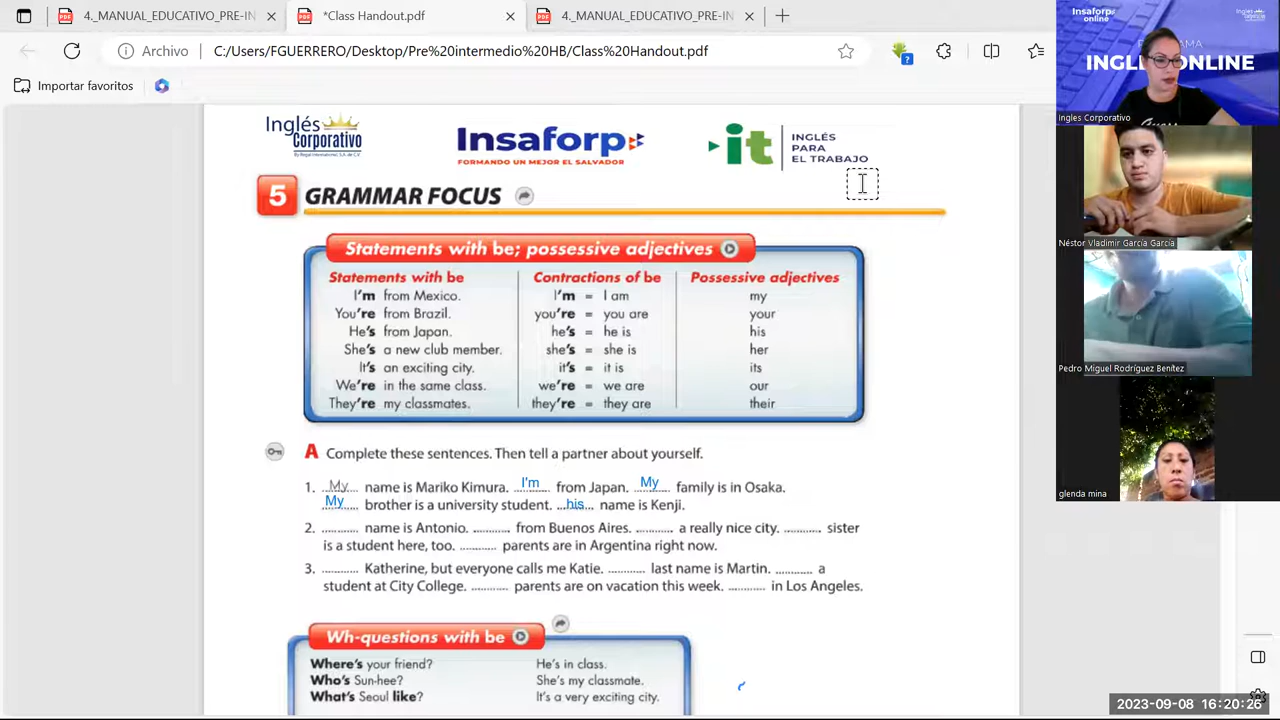 4_MANUAL_EDUCATIVO_PRE-IN
*Class Handout.pdf
4_MANUAL_EDUCATIVO_PRE-IN
Archivo
C:/Users/FGUERRERO/Desktop/Pre%20intermedio%20HB/Class%20Handout.pdf
Importar favoritos
Inglés
Corporativo
By Regal International, S.A. de C.V.
Insaforp
FORMANDO UN MEJOR EL SALVADOR
it
INGLÉS
PARA
EL TRABAJO
5 GRAMMAR FOCUS
Statements with be; possessive adjectives
Statements with be
I'm from Mexico.
You're from Brazil.
He's from Japan.
She's a new club member.
It's an exciting city.
We're in the same class.
They're my classmates.
Contractions of be
I'm = I am
you're = you are
he's = he is
she's = she is
it's = it is
we're = we are
they're = they are
Possessive adjectives
my
your
his
her
its
our
their
A Complete these sentences. Then tell a partner about yourself.
1. My name is Mariko Kimura. I'm from Japan. My family is in Osaka.
My brother is a university student. his name is Kenji.
2. ......... name is Antonio. ......... from Buenos Aires. ......... a really nice city. ......... sister
is a student here, too. ......... parents are in Argentina right now.
3. ......... Katherine, but everyone calls me Katie. ......... last name is Martin. ......... a
student at City College. ......... parents are on vacation this week. ......... in Los Angeles.
Wh-questions with be
Where's your friend?
Who's Sun-hee?
What's Seoul like?
He's in class.
She's my classmate.
It's a very exciting city.
Insaforp
online
INGLÉS ONLINE
Ingles Corporativo
Néstor Vladimir García García
Pedro Miguel Rodríguez Benítez
glenda mina
2023-09-08 16:20:26